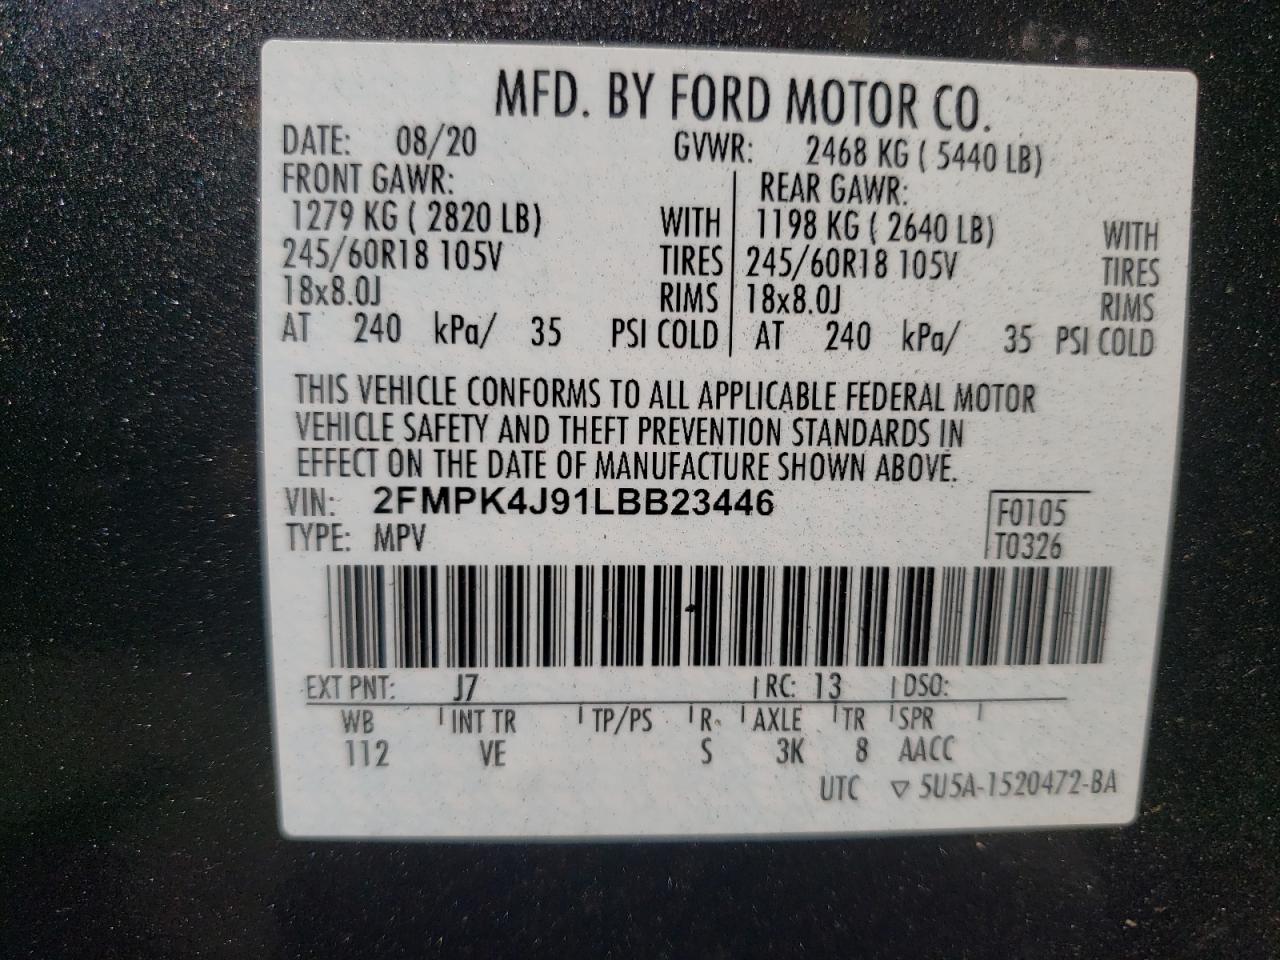 MFD. BY FORD MOTOR CO.
DATE: 08/20 GVWR: 2468 KG ( 5440 LB)
FRONT GAWR: REAR GAWR:
1279 KG ( 2820 LB) WITH 1198 KG ( 2640 LB) WITH
245/60R18 105V TIRES 245/60R18 105V TIRES
18x8.0J RIMS 18x8.0J RIMS
AT 240 kPa/ 35 PSI COLD AT 240 kPa/ 35 PSI COLD
THIS VEHICLE CONFORMS TO ALL APPLICABLE FEDERAL MOTOR
VEHICLE SAFETY AND THEFT PREVENTION STANDARDS IN
EFFECT ON THE DATE OF MANUFACTURE SHOWN ABOVE.
VIN: 2FMPK4J91LBB23446 F0105
TYPE: MPV T0326
EXT PNT: J7 RC: 13 DSO:
WB INT TR TP/PS R. AXLE TR SPR
112 VE S 3K 8 AACC
UTC ▽ 5U5A-1520472-BA